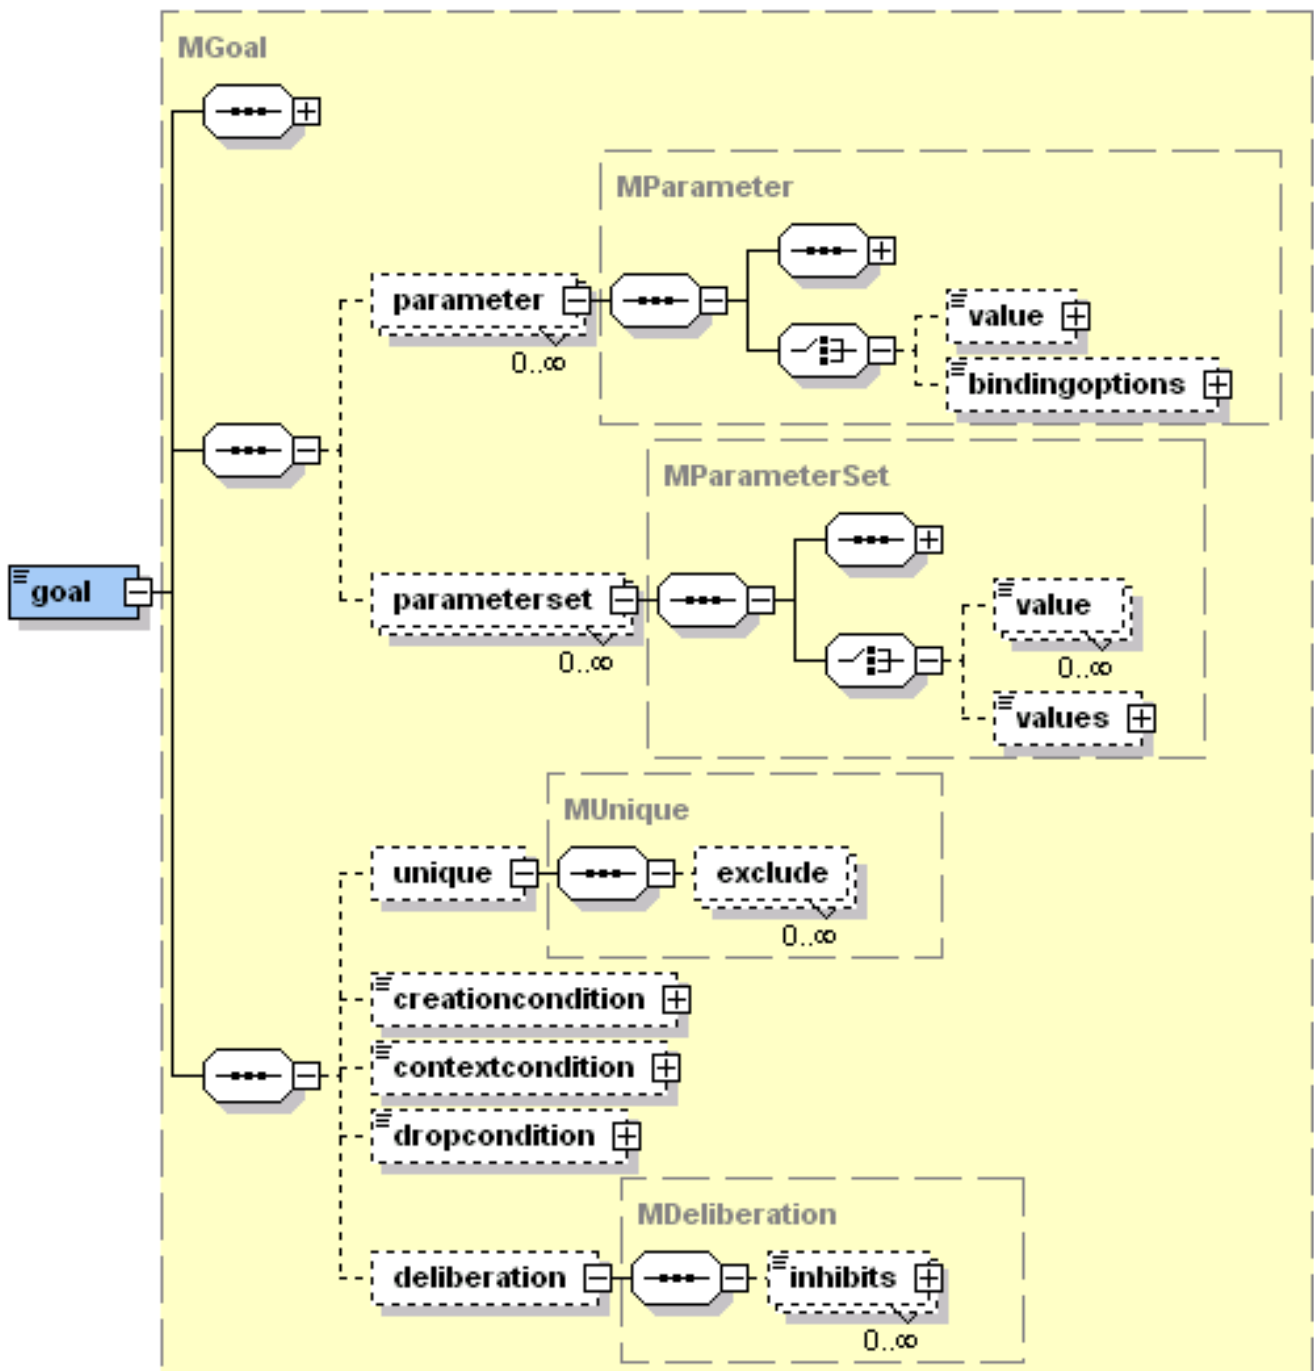 MGoal
MParameter
parameter
0..∞
value
bindingoptions
MParameterSet
goal
parameterset
0..∞
value
0..∞
values
MUnique
unique
exclude
0..∞
creationcondition
contextcondition
dropcondition
MDeliberation
deliberation
inhibits
0..∞